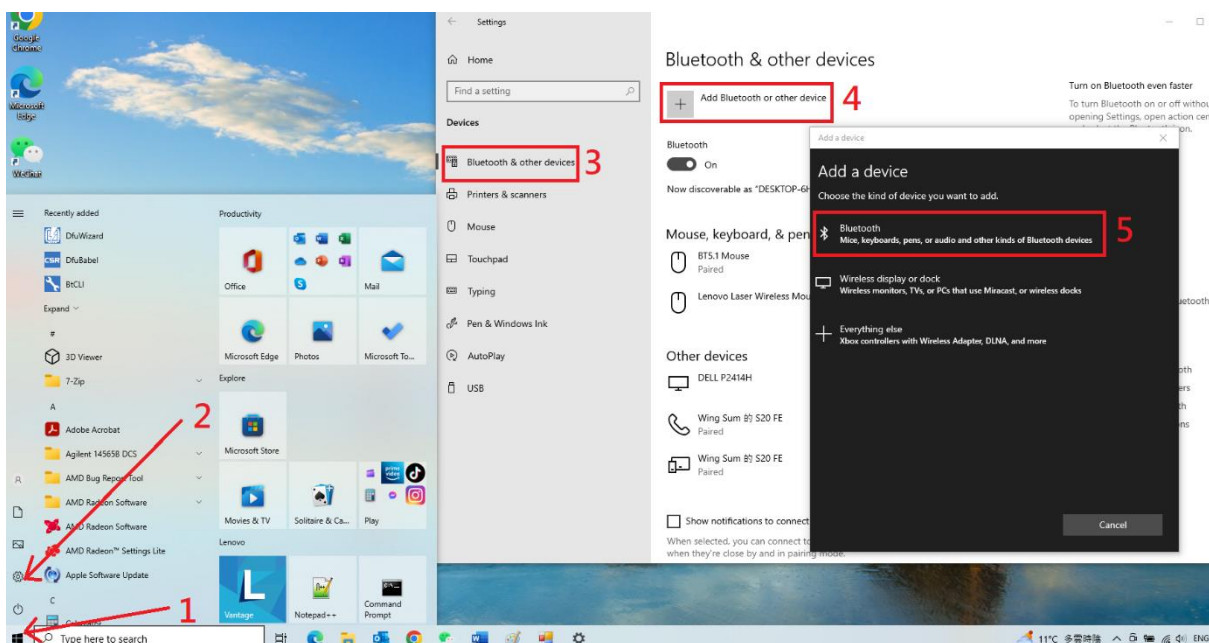 Google
Chrome
Microsoft
Edge
WeChat
Recently added
DfuWizard
DfuBabel
BtCLI
Expand
#
3D Viewer
7-Zip
A
Adobe Acrobat
Agilent 14565B DCS
AMD Bug Report Tool
AMD Radeon Software
AMD Radeon Software
AMD Radeon™ Settings Lite
Apple Software Update
C
Productivity
Office
Mail
Microsoft Edge
Photos
Microsoft To...
Explore
Microsoft Store
prime video
Movies & TV
Solitaire & Ca...
Play
Lenovo
L
Vantage
Notepad++
Command
Prompt
2
1
Type here to search
Settings
Home
Find a setting
Devices
Bluetooth & other devices
3
Printers & scanners
Mouse
Touchpad
Typing
Pen & Windows Ink
AutoPlay
USB
Bluetooth & other devices
Add Bluetooth or other device
4
Bluetooth
On
Now discoverable as "DESKTOP-6H
Mouse, keyboard, & pen
BT5.1 Mouse
Paired
Lenovo Laser Wireless Mou
Other devices
DELL P2414H
Wing Sum 的 S20 FE
Paired
Wing Sum 的 S20 FE
Paired
Show notifications to connect
When selected, you can connect to
when they're close by and in pairing mode.
Turn on Bluetooth even faster
To turn Bluetooth on or off withou
opening Settings, open action cen
on.
Add a device
Add a device
Choose the kind of device you want to add.
Bluetooth
Mice, keyboards, pens, or audio and other kinds of Bluetooth devices
5
Wireless display or dock
Wireless monitors, TVs, or PCs that use Miracast, or wireless docks
Everything else
Xbox controllers with Wireless Adapter, DLNA, and more
Cancel
11°C 多雲時陰
ENG